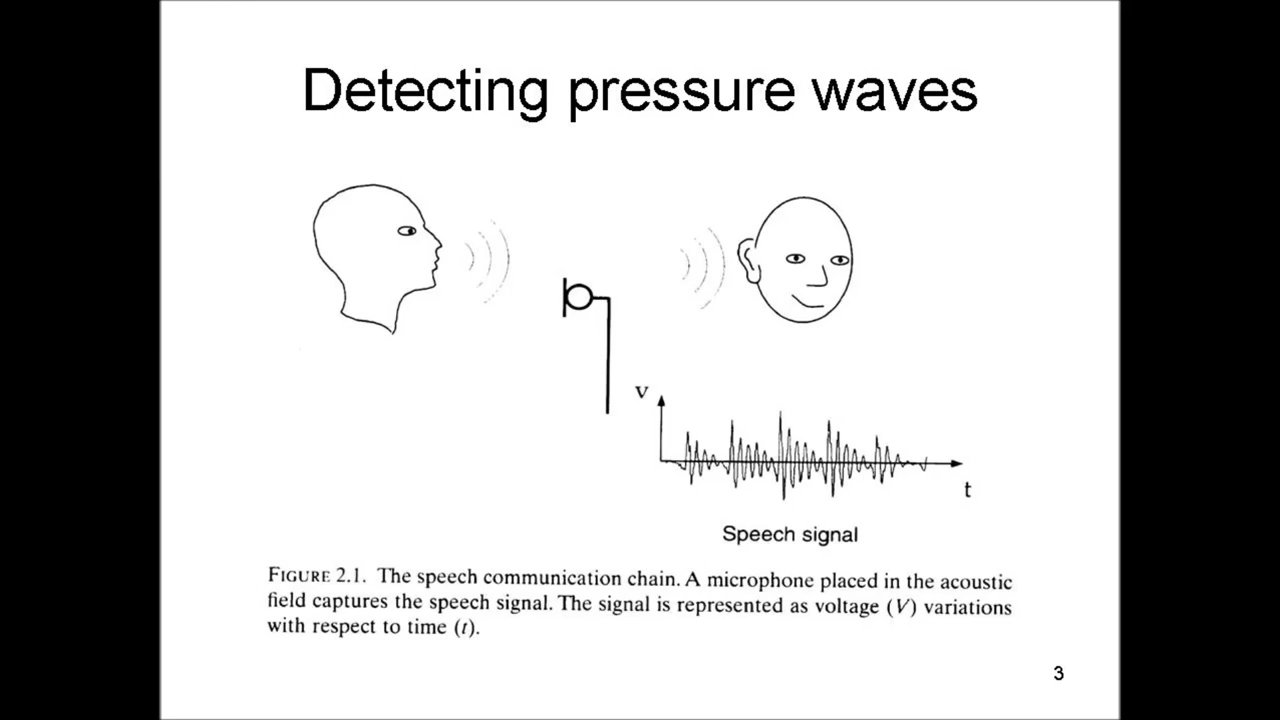 Detecting pressure waves
V
t
Speech signal
FIGURE 2.1. The speech communication chain. A microphone placed in the acoustic
field captures the speech signal. The signal is represented as voltage (V) variations
with respect to time (t).
3